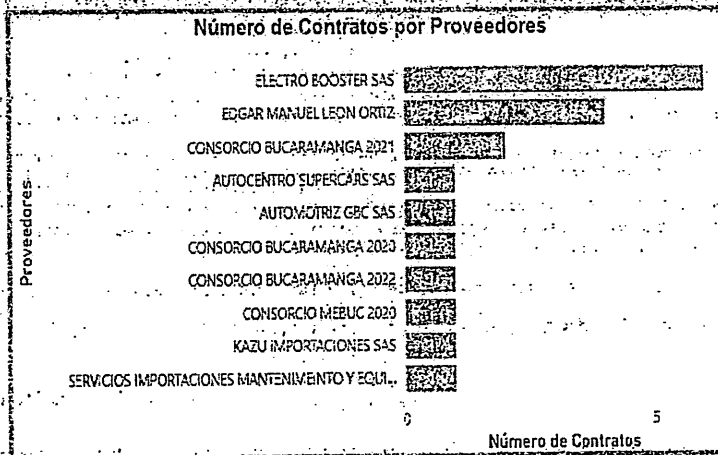 Número de Contratos por Proveedores
ELECTRO BOOSTER SAS
EDGAR MANUEL LEON ORTIZ
CONSORCIO BUCARAMANGA 2021
AUTOCENTRO SUPERCARS SAS
AUTOMOTRIZ GBC SAS
CONSORCIO BUCARAMANGA 2020
CONSORCIO BUCARAMANGA 2022
CONSORCIO MEBUC 2020
KAZU IMPORTACIONES SAS
SERVICIOS IMPORTACIONES MANTENIMEINTO Y EQUI...
Proveedores
0 5
Número de Contratos